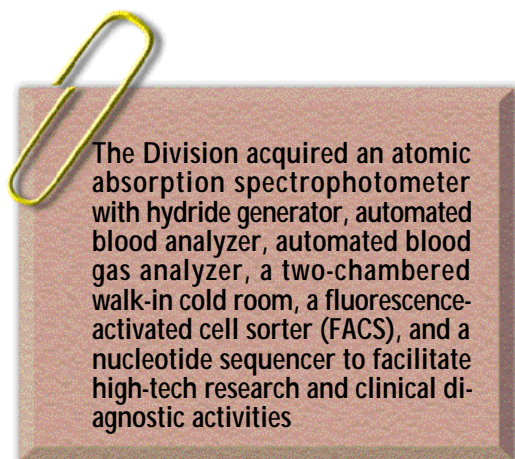 The Division acquired an atomic
absorption spectrophotometer
with hydride generator, automated
blood analyzer, automated blood
gas analyzer, a two-chambered
walk-in cold room, a fluorescence-
activated cell sorter (FACS), and a
nucleotide sequencer to facilitate
high-tech research and clinical di-
agnostic activities